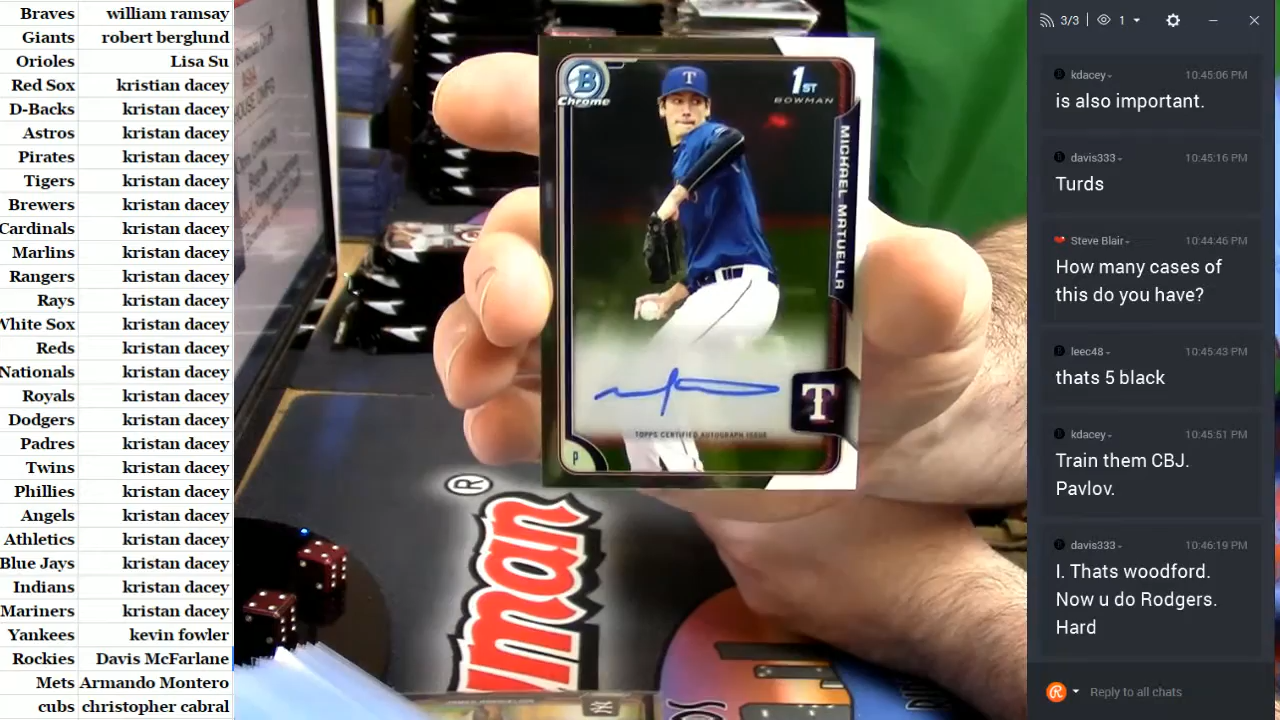 Braves william ramsay
Giants robert berglund
Orioles Lisa Su
Red Sox kristian dacey
D-Backs kristan dacey
Astros kristan dacey
Pirates kristan dacey
Tigers kristan dacey
Brewers kristan dacey
Cardinals kristan dacey
Marlins kristan dacey
Rangers kristan dacey
Rays kristan dacey
White Sox kristan dacey
Reds kristan dacey
Nationals kristan dacey
Royals kristan dacey
Dodgers kristan dacey
Padres kristan dacey
Twins kristan dacey
Phillies kristan dacey
Angels kristan dacey
Athletics kristan dacey
Blue Jays kristan dacey
Indians kristan dacey
Mariners kristan dacey
Yankees kevin fowler
Rockies Davis McFarlane
Mets Armando Montero
cubs christopher cabral
B
Chrome
1ST
BOWMAN
T
MICHAEL MATUELLA
T
TOPPS CERTIFIED AUTOGRAPH ISSUE
P
®
man
3/3 1
kdacey 10:45:06 PM
is also important.
davis333 10:45:16 PM
Turds
Steve Blair 10:44:46 PM
How many cases of
this do you have?
leec48 10:45:43 PM
thats 5 black
kdacey 10:45:51 PM
Train them CBJ.
Pavlov.
davis333 10:46:19 PM
I. Thats woodford.
Now u do Rodgers.
Hard
Reply to all chats